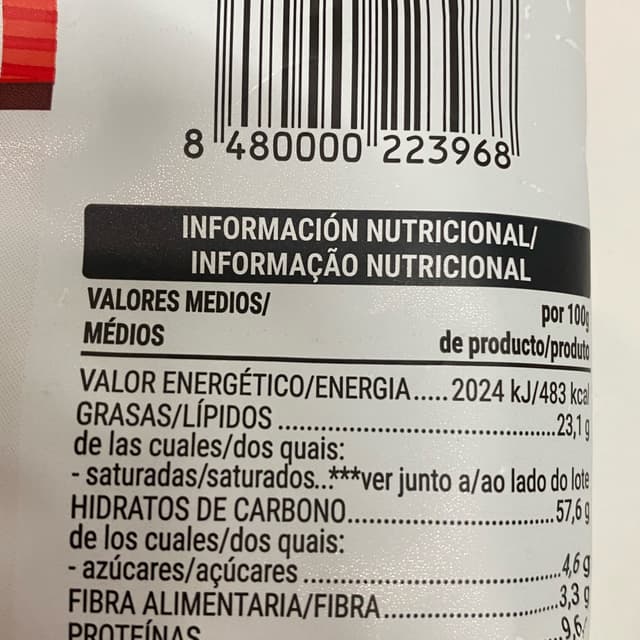 8 480000 223968
INFORMACIÓN NUTRICIONAL/
INFORMAÇÃO NUTRICIONAL
VALORES MEDIOS/
MÉDIOS
por 100g
de producto/produto
VALOR ENERGÉTICO/ENERGIA..... 2024 kJ/483 kcal
GRASAS/LÍPIDOS ..............................................23,1 g
de las cuales/dos quais:
- saturadas/saturados..***ver junto a/ao lado do lote
HIDRATOS DE CARBONO..................................57,6 g
de los cuales/dos quais:
- azúcares/açúcares ..........................................4,6 g
FIBRA ALIMENTARIA/FIBRA............................3,3 g
PROTEÍNAS ...9,6